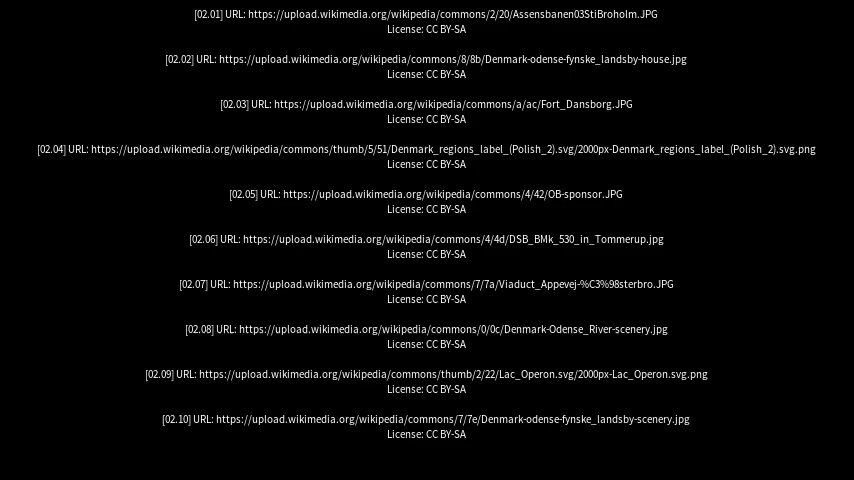 [02.01] URL: https://upload.wikimedia.org/wikipedia/commons/2/20/Assensbanen03StiBroholm.JPG
License: CC BY-SA
[02.02] URL: https://upload.wikimedia.org/wikipedia/commons/8/8b/Denmark-odense-fynske_landsby-house.jpg
License: CC BY-SA
[02.03] URL: https://upload.wikimedia.org/wikipedia/commons/a/ac/Fort_Dansborg.JPG
License: CC BY-SA
[02.04] URL: https://upload.wikimedia.org/wikipedia/commons/thumb/5/51/Denmark_regions_label_(Polish_2).svg/2000px-Denmark_regions_label_(Polish_2).svg.png
License: CC BY-SA
[02.05] URL: https://upload.wikimedia.org/wikipedia/commons/4/42/OB-sponsor.JPG
License: CC BY-SA
[02.06] URL: https://upload.wikimedia.org/wikipedia/commons/4/4d/DSB_BMk_530_in_Tommerup.jpg
License: CC BY-SA
[02.07] URL: https://upload.wikimedia.org/wikipedia/commons/7/7a/Viaduct_Appevej-%C3%98sterbro.JPG
License: CC BY-SA
[02.08] URL: https://upload.wikimedia.org/wikipedia/commons/0/0c/Denmark-Odense_River-scenery.jpg
License: CC BY-SA
[02.09] URL: https://upload.wikimedia.org/wikipedia/commons/thumb/2/22/Lac_Operon.svg/2000px-Lac_Operon.svg.png
License: CC BY-SA
[02.10] URL: https://upload.wikimedia.org/wikipedia/commons/7/7e/Denmark-odense-fynske_landsby-scenery.jpg
License: CC BY-SA